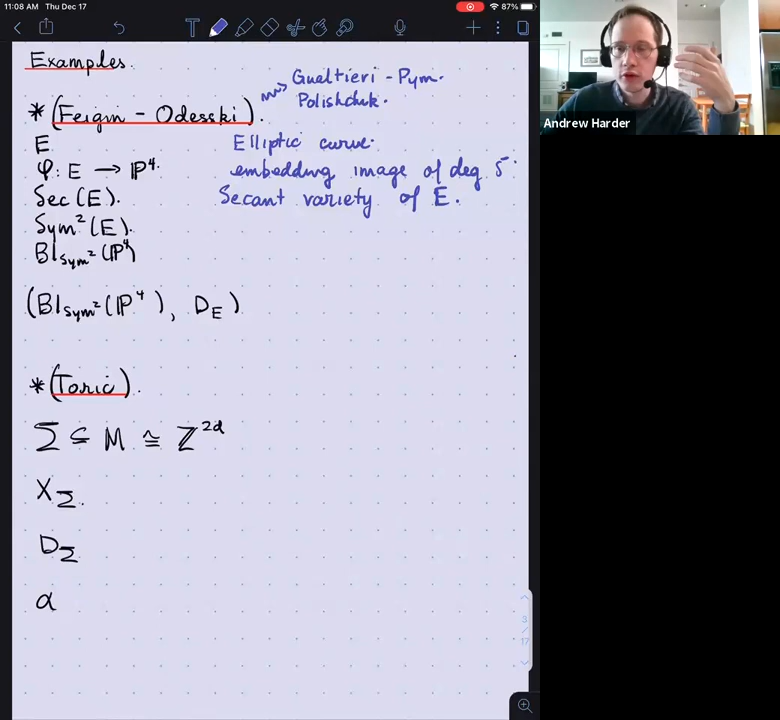 11:08 AM Thu Dec 17
87%
Examples.
* (Feigin - Odesski).
Gualtieri - Pym.
Polishchuk.
E Elliptic curve.
φ: E → ℙ⁴. embedding image of deg 5.
Sec(E). Secant variety of E.
Sym²(E).
Bl_{Sym²}(ℙ⁴)
(Bl_{Sym²}(ℙ⁴), D_E)
* (Toric).
Σ ⊆ M ≅ ℤ^{2d}
X_Σ.
D_Σ
α
3
/
17
Andrew Harder